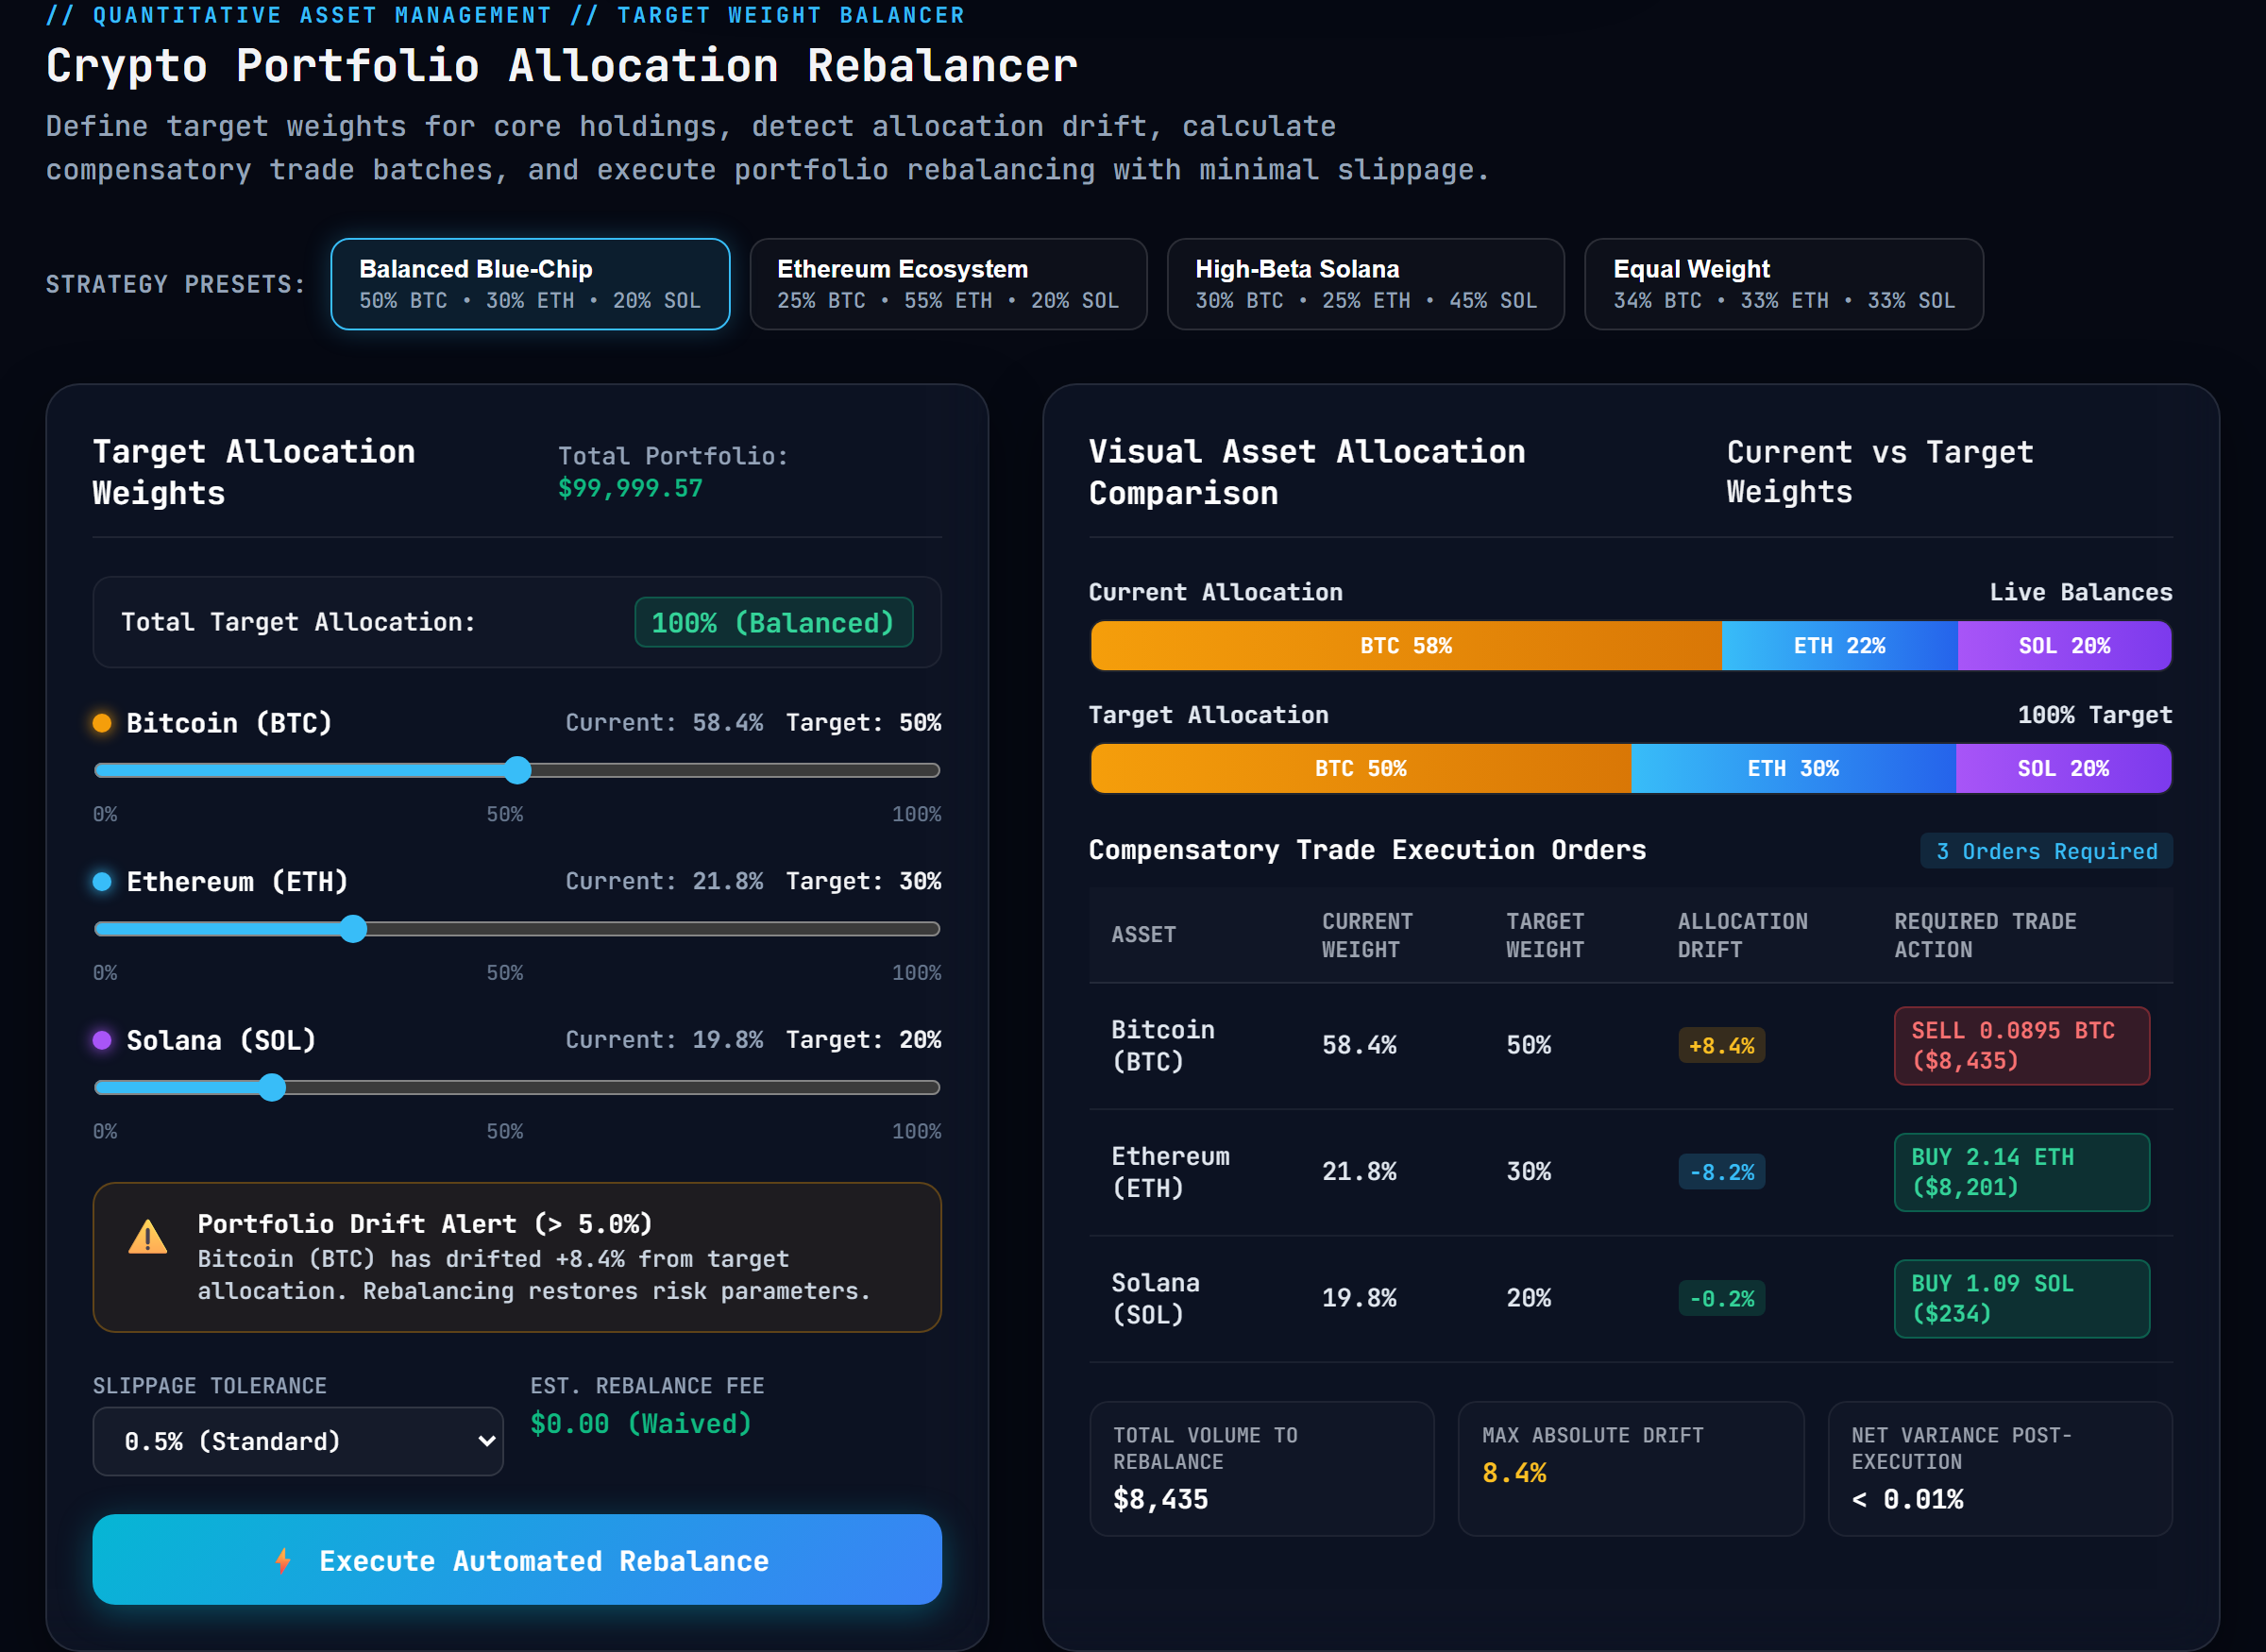 // QUANTITATIVE ASSET MANAGEMENT // TARGET WEIGHT BALANCER
Crypto Portfolio Allocation Rebalancer
Define target weights for core holdings, detect allocation drift, calculate
compensatory trade batches, and execute portfolio rebalancing with minimal slippage.
STRATEGY PRESETS:
Balanced Blue-Chip
50% BTC • 30% ETH • 20% SOL
Ethereum Ecosystem
25% BTC • 55% ETH • 20% SOL
High-Beta Solana
30% BTC • 25% ETH • 45% SOL
Equal Weight
34% BTC • 33% ETH • 33% SOL
Target Allocation
Weights
Total Portfolio:
$99,999.57
Total Target Allocation:
100% (Balanced)
Bitcoin (BTC)
Current: 58.4% Target: 50%
0% 50% 100%
Ethereum (ETH)
Current: 21.8% Target: 30%
0% 50% 100%
Solana (SOL)
Current: 19.8% Target: 20%
0% 50% 100%
Portfolio Drift Alert (> 5.0%)
Bitcoin (BTC) has drifted +8.4% from target
allocation. Rebalancing restores risk parameters.
SLIPPAGE TOLERANCE
0.5% (Standard)
EST. REBALANCE FEE
$0.00 (Waived)
Execute Automated Rebalance
Visual Asset Allocation
Comparison
Current vs Target
Weights
Current Allocation
Live Balances
BTC 58% ETH 22% SOL 20%
Target Allocation
100% Target
BTC 50% ETH 30% SOL 20%
Compensatory Trade Execution Orders
3 Orders Required
ASSET
CURRENT
WEIGHT
TARGET
WEIGHT
ALLOCATION
DRIFT
REQUIRED TRADE
ACTION
Bitcoin
(BTC)
58.4%
50%
+8.4%
SELL 0.0895 BTC
($8,435)
Ethereum
(ETH)
21.8%
30%
-8.2%
BUY 2.14 ETH
($8,201)
Solana
(SOL)
19.8%
20%
-0.2%
BUY 1.09 SOL
($234)
TOTAL VOLUME TO
REBALANCE
$8,435
MAX ABSOLUTE DRIFT
8.4%
NET VARIANCE POST-
EXECUTION
< 0.01%